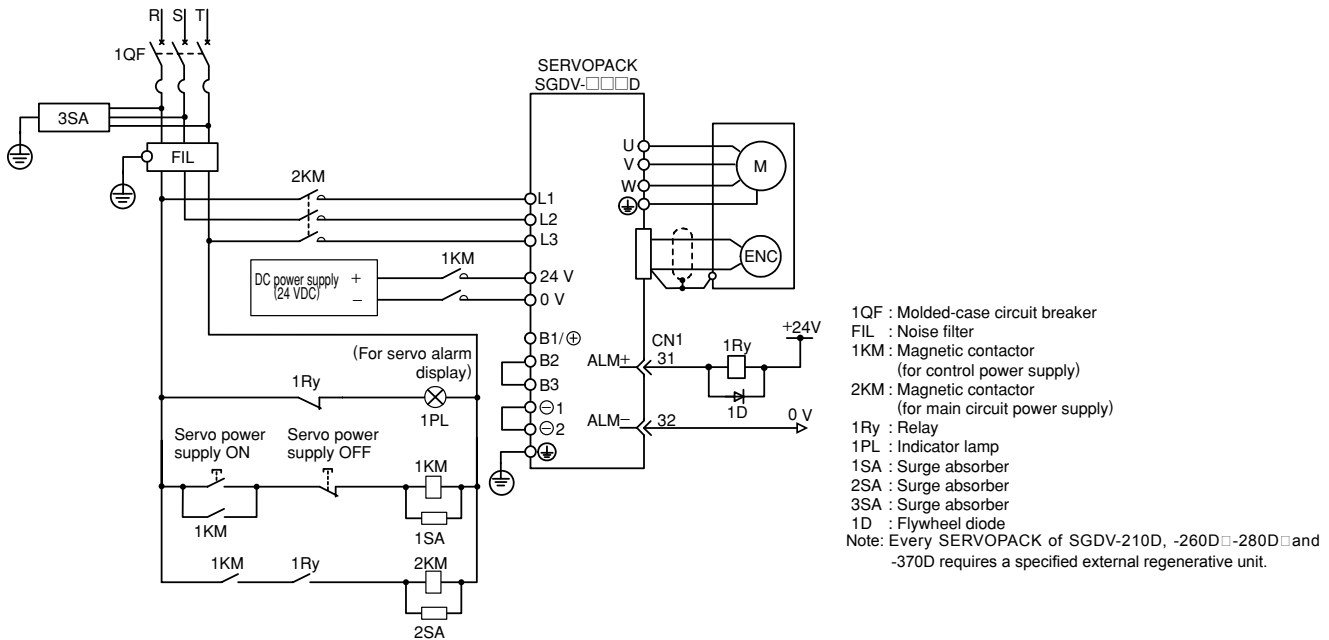 R S T
1QF
SERVOPACK
SGDV-□□□D
3SA
FIL
U
V
W
M
2KM
L1
L2
L3
ENC
1KM
DC power supply
(24 VDC)
+
−
24 V
0 V
B1/⊕
B2
B3
⊖1
⊖2
CN1
ALM+ 31
1Ry
+24V
1D
ALM− 32
0 V
(For servo alarm
display)
1Ry
1PL
Servo power
supply ON
Servo power
supply OFF
1KM
1KM
1SA
1KM
1Ry
2KM
2SA
1QF : Molded-case circuit breaker
FIL : Noise filter
1KM : Magnetic contactor
(for control power supply)
2KM : Magnetic contactor
(for main circuit power supply)
1Ry : Relay
1PL : Indicator lamp
1SA : Surge absorber
2SA : Surge absorber
3SA : Surge absorber
1D : Flywheel diode
Note: Every SERVOPACK of SGDV-210D, -260D□-280D□and
-370D requires a specified external regenerative unit.